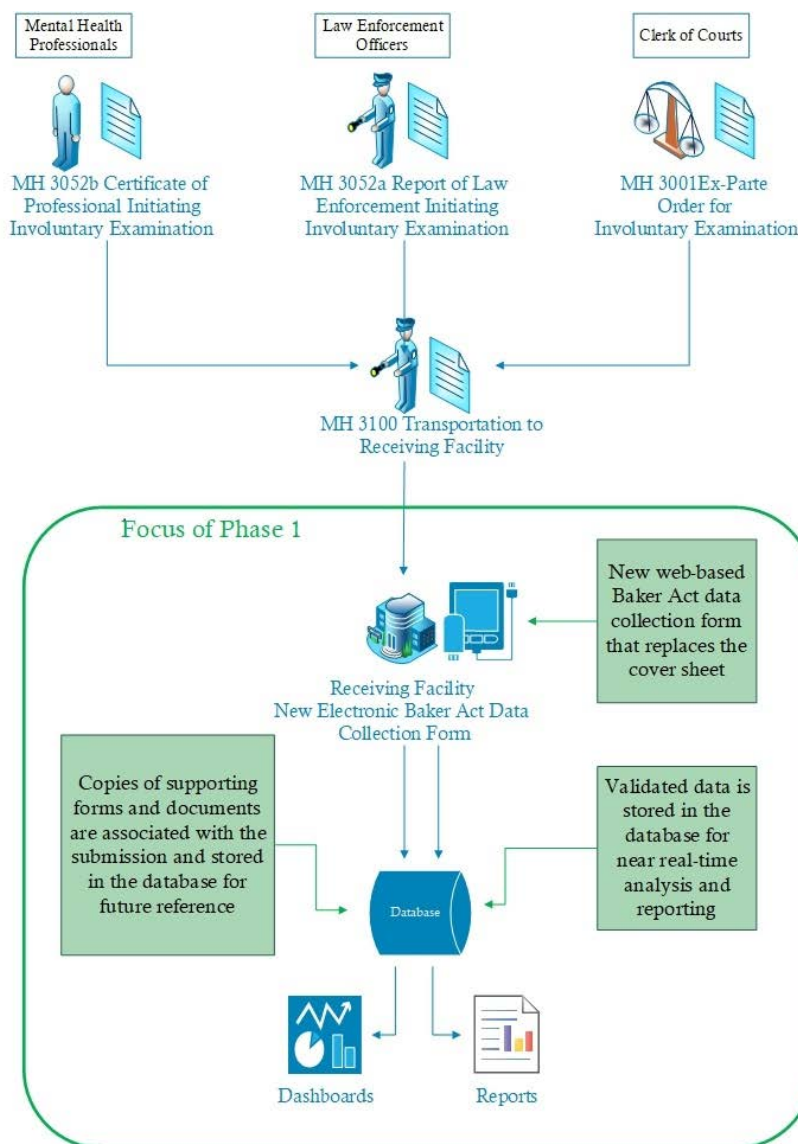 Mental Health
Professionals
Law Enforcement
Officers
Clerk of Courts
MH 3052b Certificate of
Professional Initiating
Involuntary Examination
MH 3052a Report of Law
Enforcement Initiating
Involuntary Examination
MH 3001Ex-Parte
Order for
Involuntary Examination
MH 3100 Transportation to
Receiving Facility
Focus of Phase 1
New web-based
Baker Act data
collection form
that replaces the
cover sheet
Receiving Facility
New Electronic Baker Act Data
Collection Form
Copies of supporting
forms and documents
are associated with the
submission and stored
in the database for
future reference
Validated data is
stored in the
database for
near real-time
analysis and
reporting
Database
Dashboards
Reports